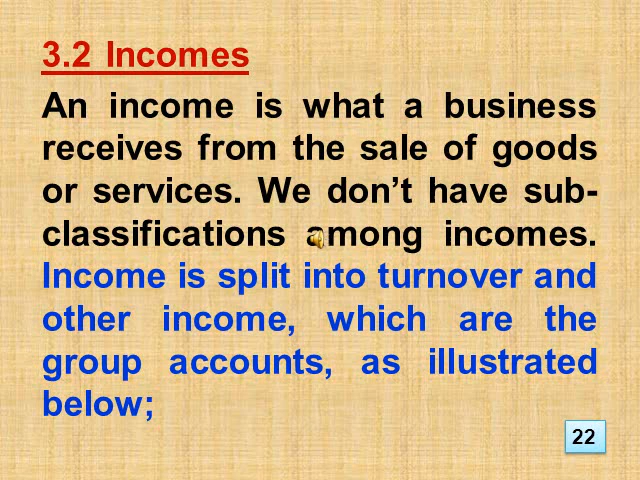 3.2 Incomes
An income is what a business
receives from the sale of goods
or services. We don’t have sub-
classifications among incomes.
Income is split into turnover and
other income, which are the
group accounts, as illustrated
below;
22